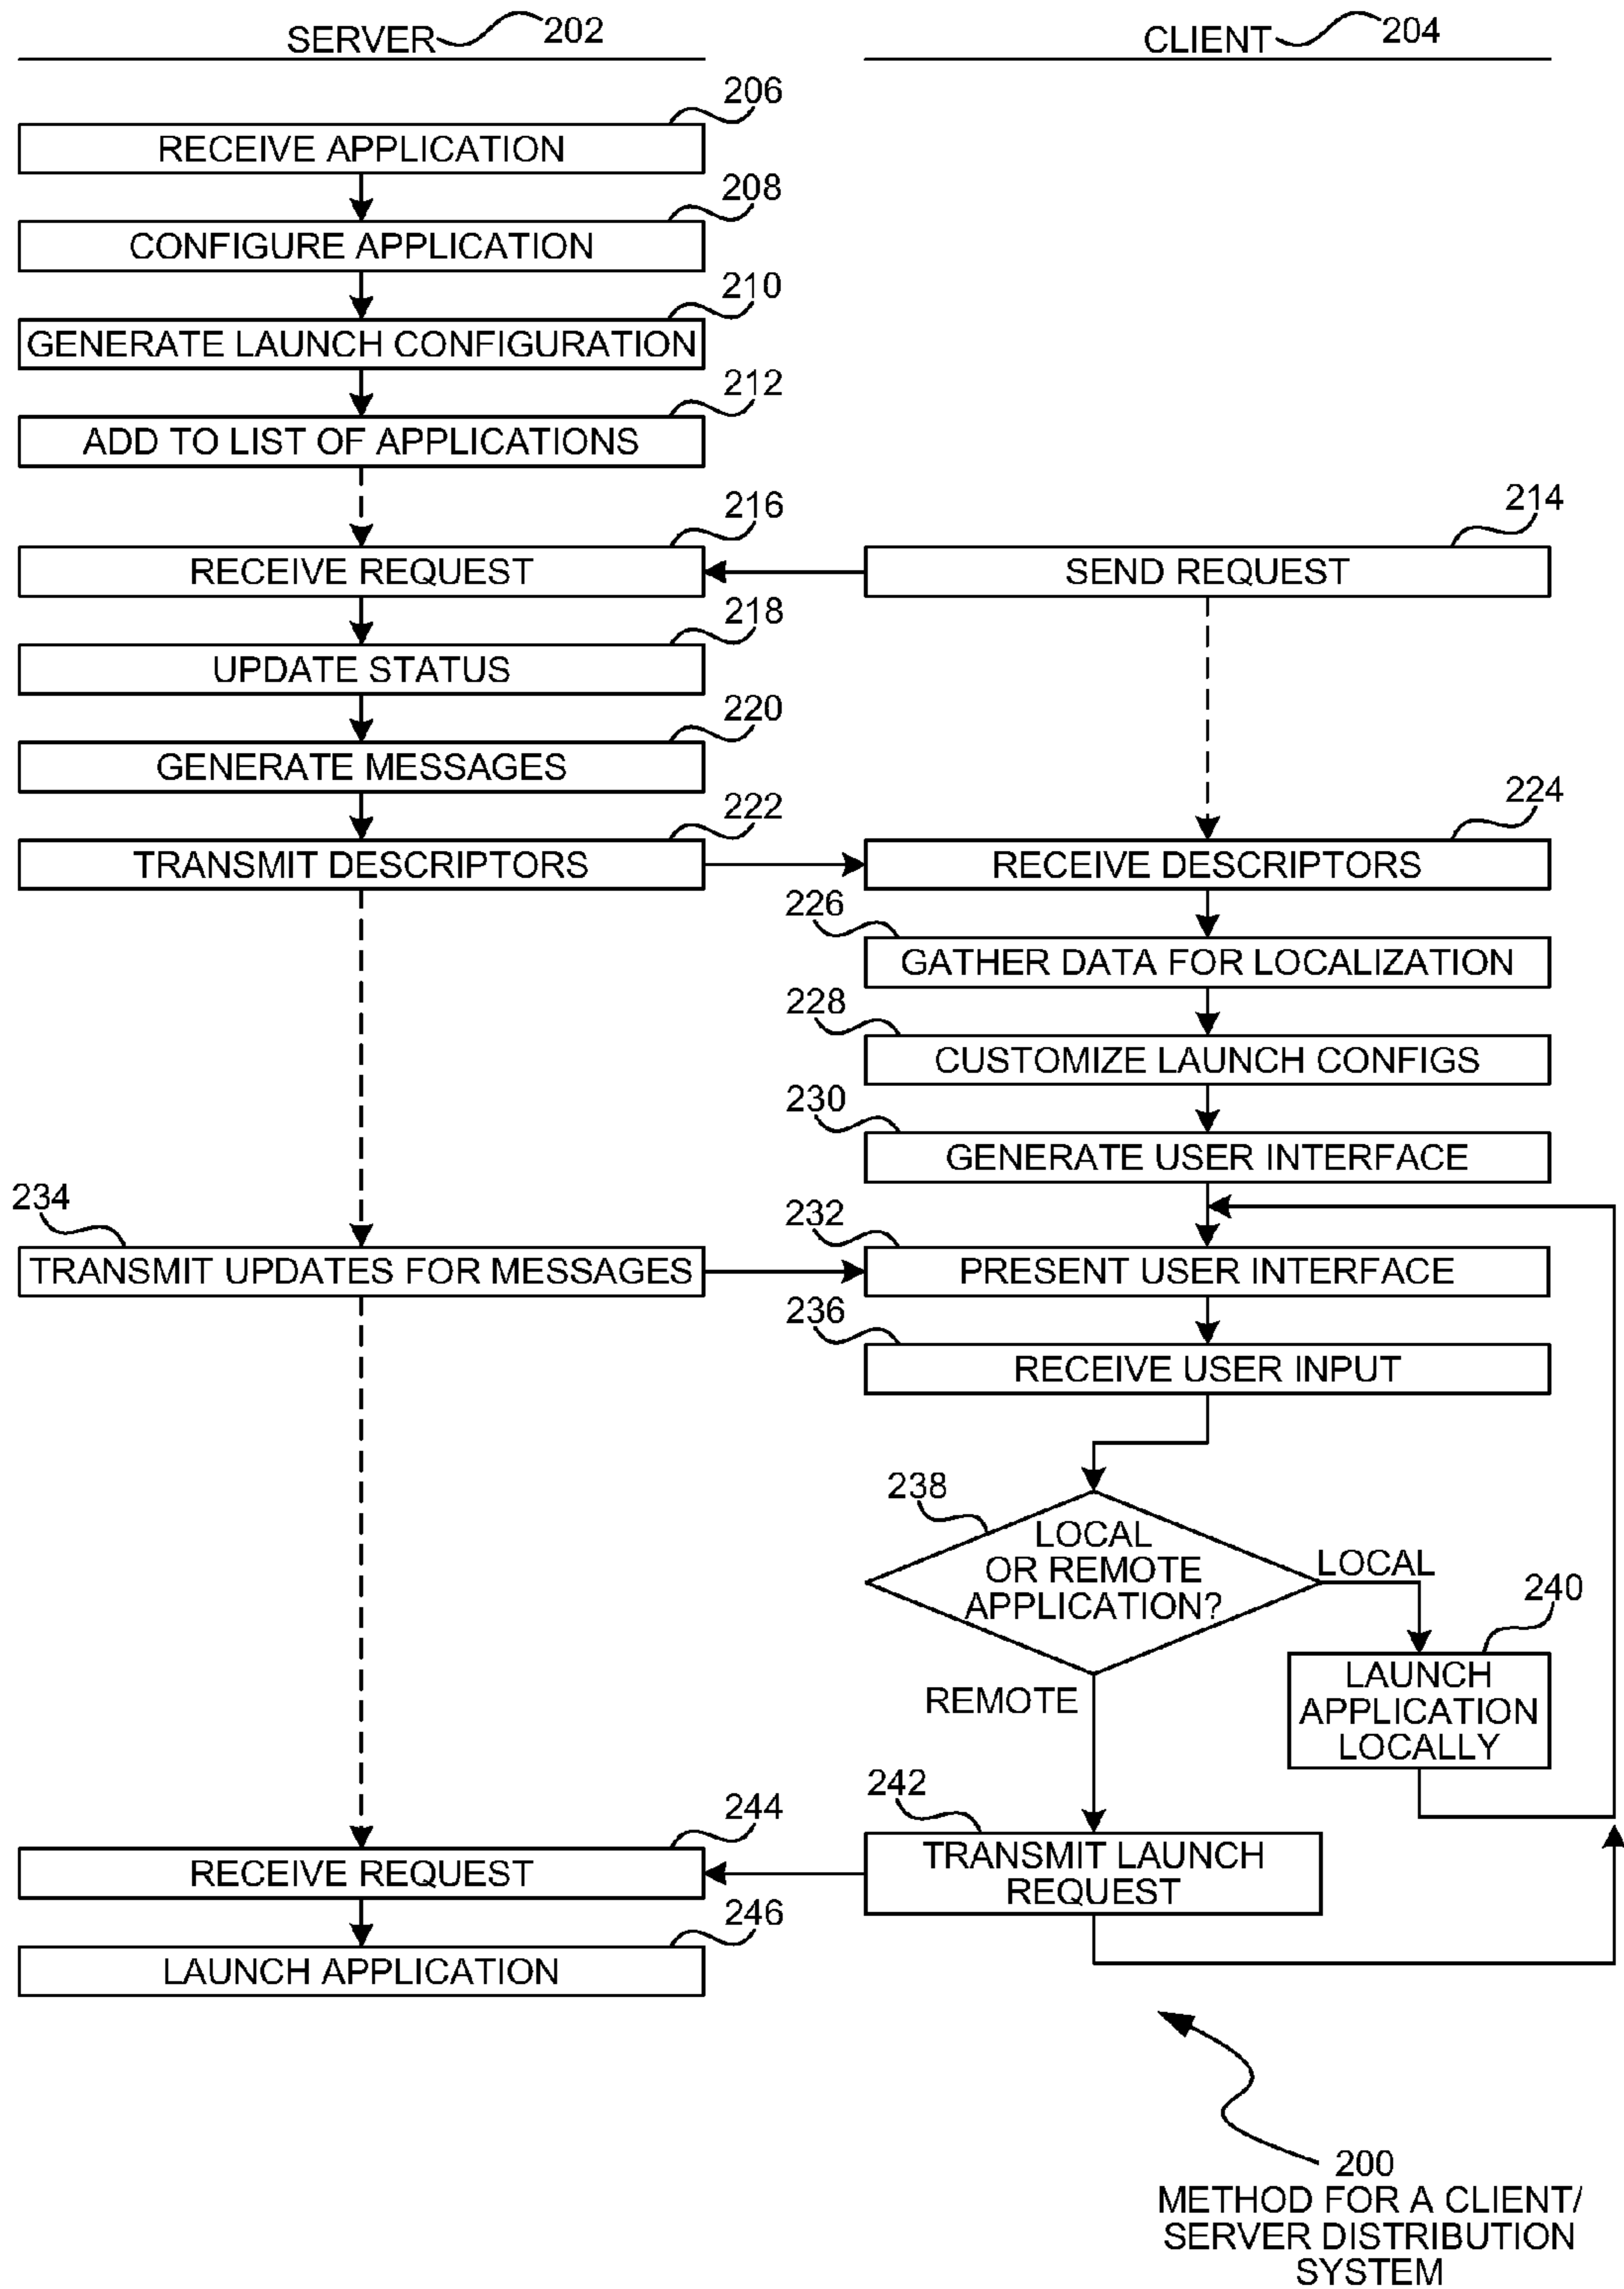 SERVER 202
CLIENT 204
206
RECEIVE APPLICATION
208
CONFIGURE APPLICATION
210
GENERATE LAUNCH CONFIGURATION
212
ADD TO LIST OF APPLICATIONS
216
RECEIVE REQUEST
214
SEND REQUEST
218
UPDATE STATUS
220
GENERATE MESSAGES
222
TRANSMIT DESCRIPTORS
224
RECEIVE DESCRIPTORS
226
GATHER DATA FOR LOCALIZATION
228
CUSTOMIZE LAUNCH CONFIGS
230
GENERATE USER INTERFACE
234
TRANSMIT UPDATES FOR MESSAGES
232
PRESENT USER INTERFACE
236
RECEIVE USER INPUT
238
LOCAL
OR REMOTE
APPLICATION?
LOCAL
240
LAUNCH
APPLICATION
LOCALLY
REMOTE
242
TRANSMIT LAUNCH
REQUEST
244
RECEIVE REQUEST
246
LAUNCH APPLICATION
200
METHOD FOR A CLIENT/
SERVER DISTRIBUTION
SYSTEM